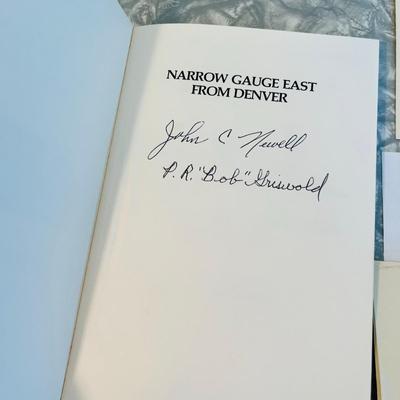 NARROW GAUGE EAST
FROM DENVER
John C Newell
P. R. "Bob" Griswold